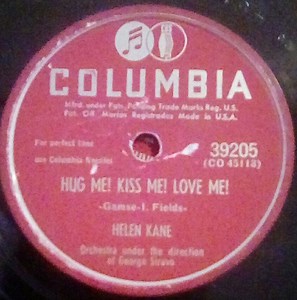 COLUMBIA
Mfrd. under Pats. Pending Trade Marks Reg. U.S.
Pat. Off. Marcas Registradas Made in U.S.A.
For perfect tone
use Columbia Needles
39205
(CO 45118)
HUG ME! KISS ME! LOVE ME!
-Gamse-I. Fields-
HELEN KANE
Orchestra under the direction
of George Siravo